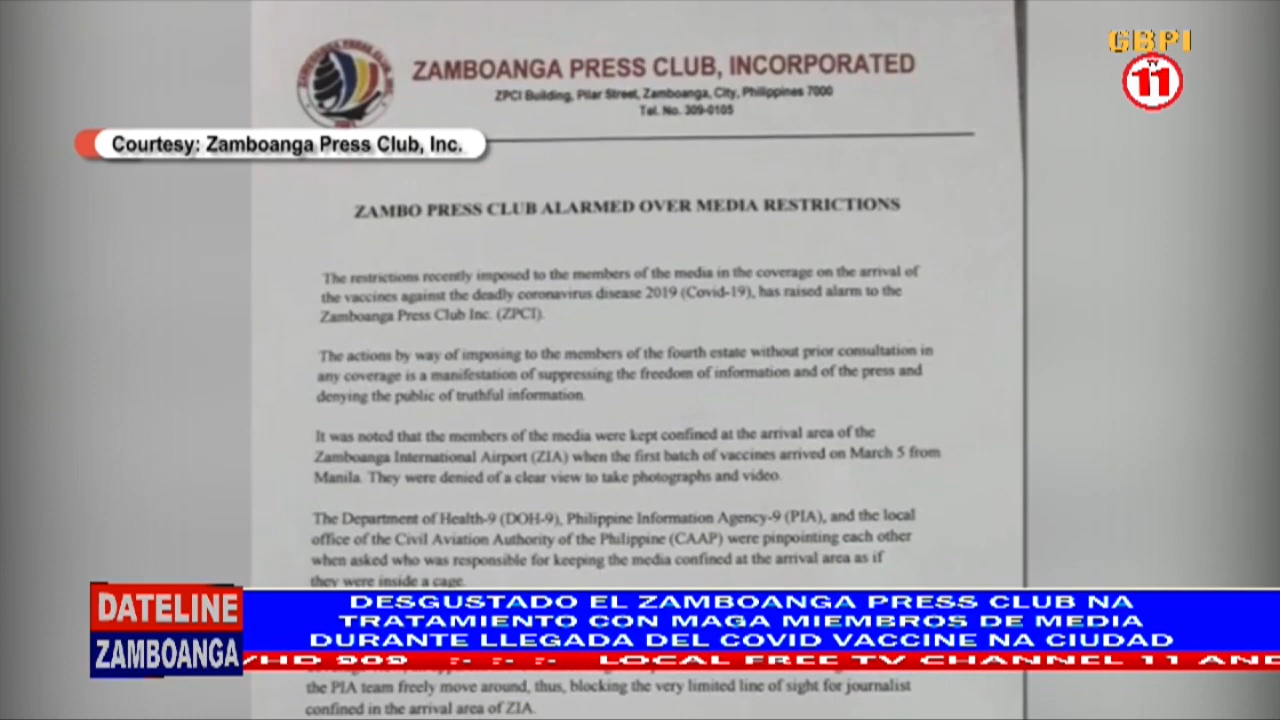 GBPI
TV
11
ZAMBOANGA PRESS CLUB, INC.
ZAMBOANGA PRESS CLUB, INCORPORATED
ZPCI Building, Pilar Street, Zamboanga, City, Philippines 7000
Tel. No. 309-0105
Courtesy: Zamboanga Press Club, Inc.
ZAMBO PRESS CLUB ALARMED OVER MEDIA RESTRICTIONS
The restrictions recently imposed to the members of the media in the coverage on the arrival of
the vaccines against the deadly coronavirus disease 2019 (Covid-19), has raised alarm to the
Zamboanga Press Club Inc. (ZPCI).
The actions by way of imposing to the members of the fourth estate without prior consultation in
any coverage is a manifestation of suppressing the freedom of information and of the press and
denying the public of truthful information.
It was noted that the members of the media were kept confined at the arrival area of the
Zamboanga International Airport (ZIA) when the first batch of vaccines arrived on March 5 from
Manila. They were denied of a clear view to take photographs and video.
The Department of Health-9 (DOH-9), Philippine Information Agency-9 (PIA), and the local
office of the Civil Aviation Authority of the Philippine (CAAP) were pinpointing each other
when asked who was responsible for keeping the media confined at the arrival area as if
they were inside a cage.
DATELINE
ZAMBOANGA
DESGUSTADO EL ZAMBOANGA PRESS CLUB NA
TRATAMIENTO CON MAGA MIEMBROS DE MEDIA
DURANTE LLEGADA DEL COVID VACCINE NA CIUDAD
/HD 909 -:- -:- -:- LOCAL FREE TV CHANNEL 11 AND
the PIA team freely move around, thus, blocking the very limited line of sight for journalist
confined in the arrival area of ZIA.